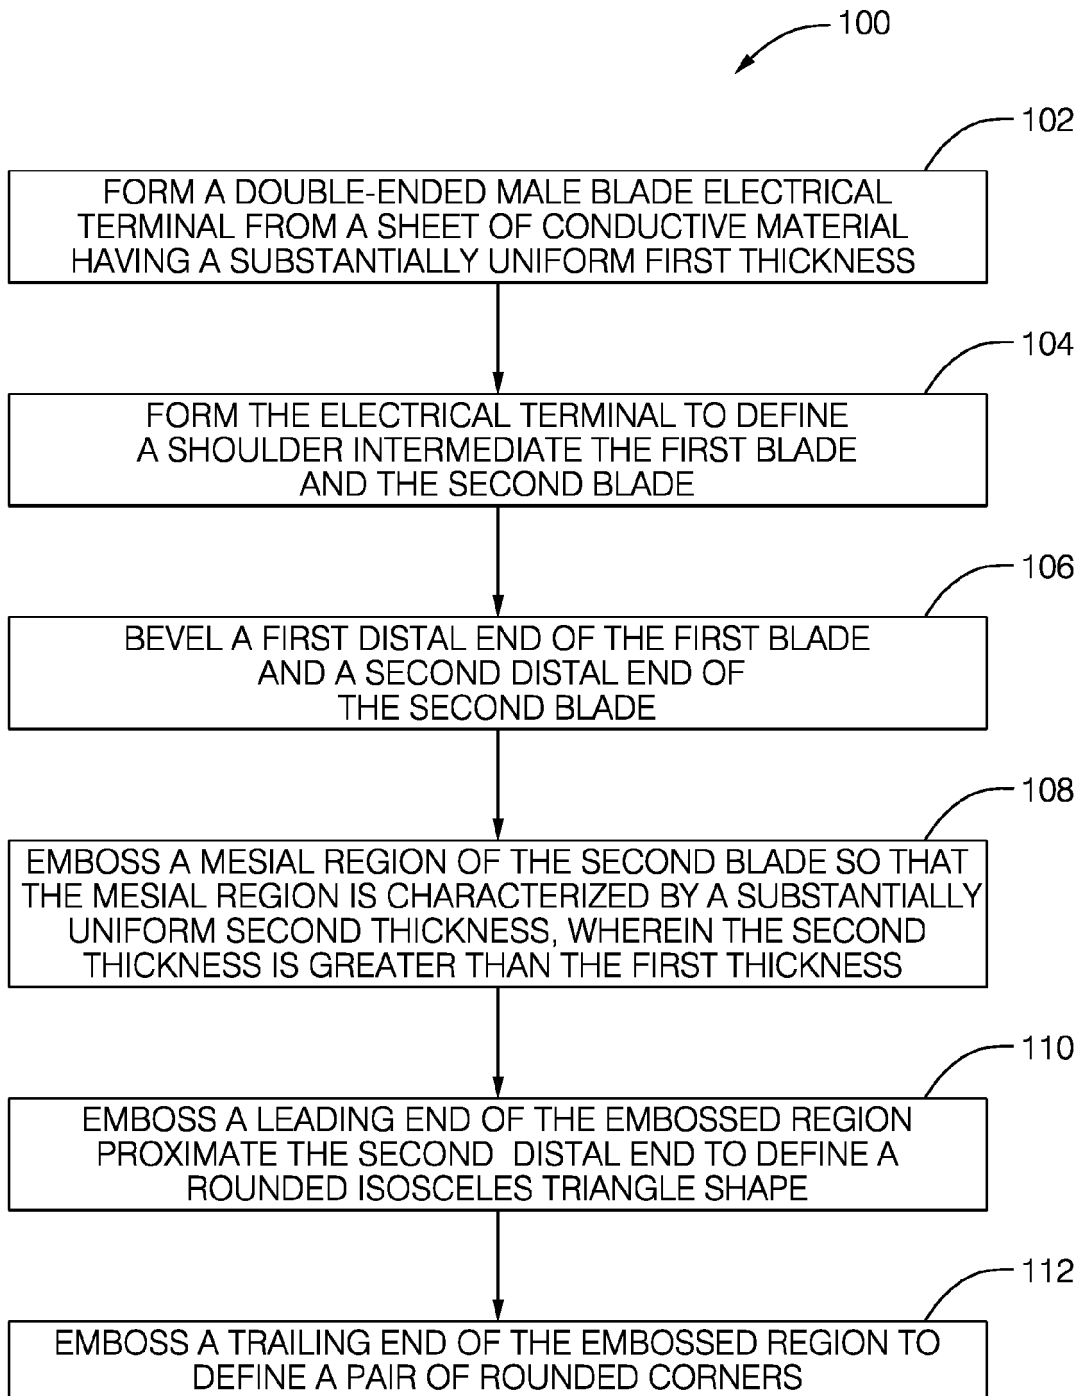 100
102
FORM A DOUBLE-ENDED MALE BLADE ELECTRICAL
TERMINAL FROM A SHEET OF CONDUCTIVE MATERIAL
HAVING A SUBSTANTIALLY UNIFORM FIRST THICKNESS
104
FORM THE ELECTRICAL TERMINAL TO DEFINE
A SHOULDER INTERMEDIATE THE FIRST BLADE
AND THE SECOND BLADE
106
BEVEL A FIRST DISTAL END OF THE FIRST BLADE
AND A SECOND DISTAL END OF
THE SECOND BLADE
108
EMBOSS A MESIAL REGION OF THE SECOND BLADE SO THAT
THE MESIAL REGION IS CHARACTERIZED BY A SUBSTANTIALLY
UNIFORM SECOND THICKNESS, WHEREIN THE SECOND
THICKNESS IS GREATER THAN THE FIRST THICKNESS
110
EMBOSS A LEADING END OF THE EMBOSSED REGION
PROXIMATE THE SECOND DISTAL END TO DEFINE A
ROUNDED ISOSCELES TRIANGLE SHAPE
112
EMBOSS A TRAILING END OF THE EMBOSSED REGION TO
DEFINE A PAIR OF ROUNDED CORNERS